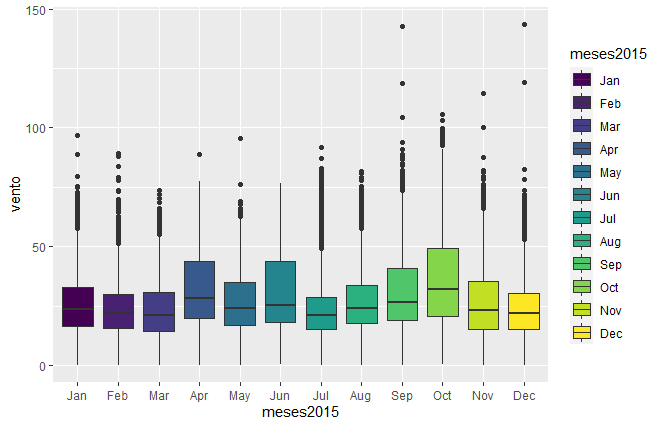 150
100
50
0
vento
Jan Feb Mar Apr May Jun Jul Aug Sep Oct Nov Dec
meses2015
meses2015
Jan
Feb
Mar
Apr
May
Jun
Jul
Aug
Sep
Oct
Nov
Dec